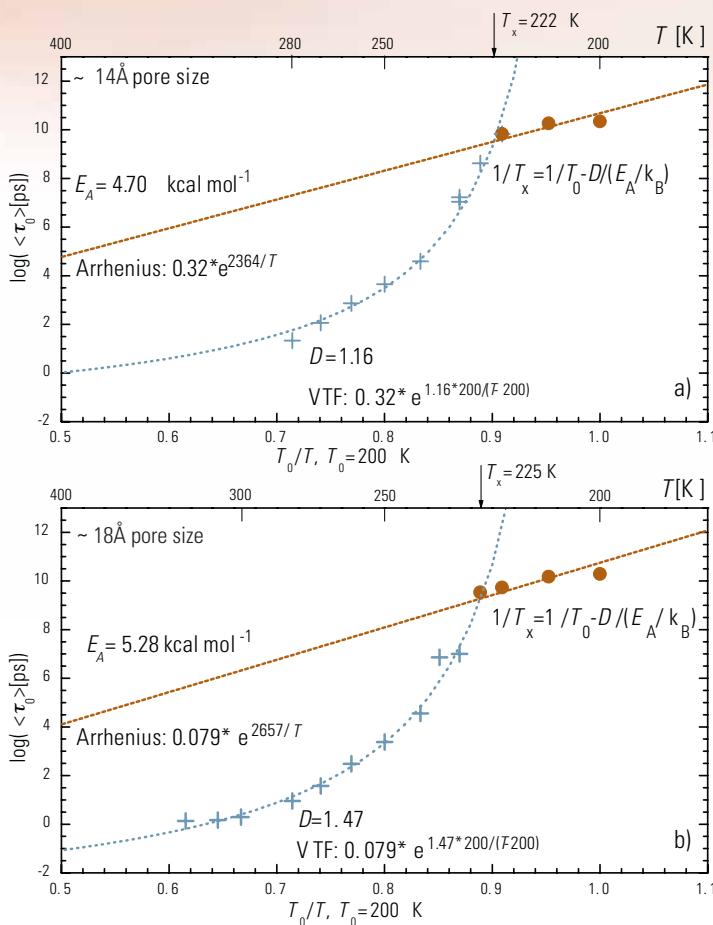 T_x=222 K
T [K]
400 280 250 200
~ 14Å pore size
12
10
8
6
4
2
0
-2
log(<τ_0>[ps])
E_A = 4.70 kcal mol^-1
1/T_x=1/T_0-D/(E_A/k_B)
Arrhenius: 0.32*e^2364/T
D=1.16
VTF: 0.32* e^1.16*200/(T-200)
a)
0.5 0.6 0.7 0.8 0.9 1.0 1.1
T_0/T, T_0=200 K
T_x=225 K
T[K]
400 300 250 200
~ 18Å pore size
12
10
8
6
4
2
0
-2
log(<τ_0>[ps])
1/T_x=1/T_0-D/(E_A/k_B)
E_A= 5.28 kcal mol^-1
Arrhenius: 0.079* e^2657/T
D=1.47
VTF: 0.079* e^1.47*200/(T-200)
b)
0.5 0.6 0.7 0.8 0.9 1.0 1.1
T_0/T, T_0=200 K